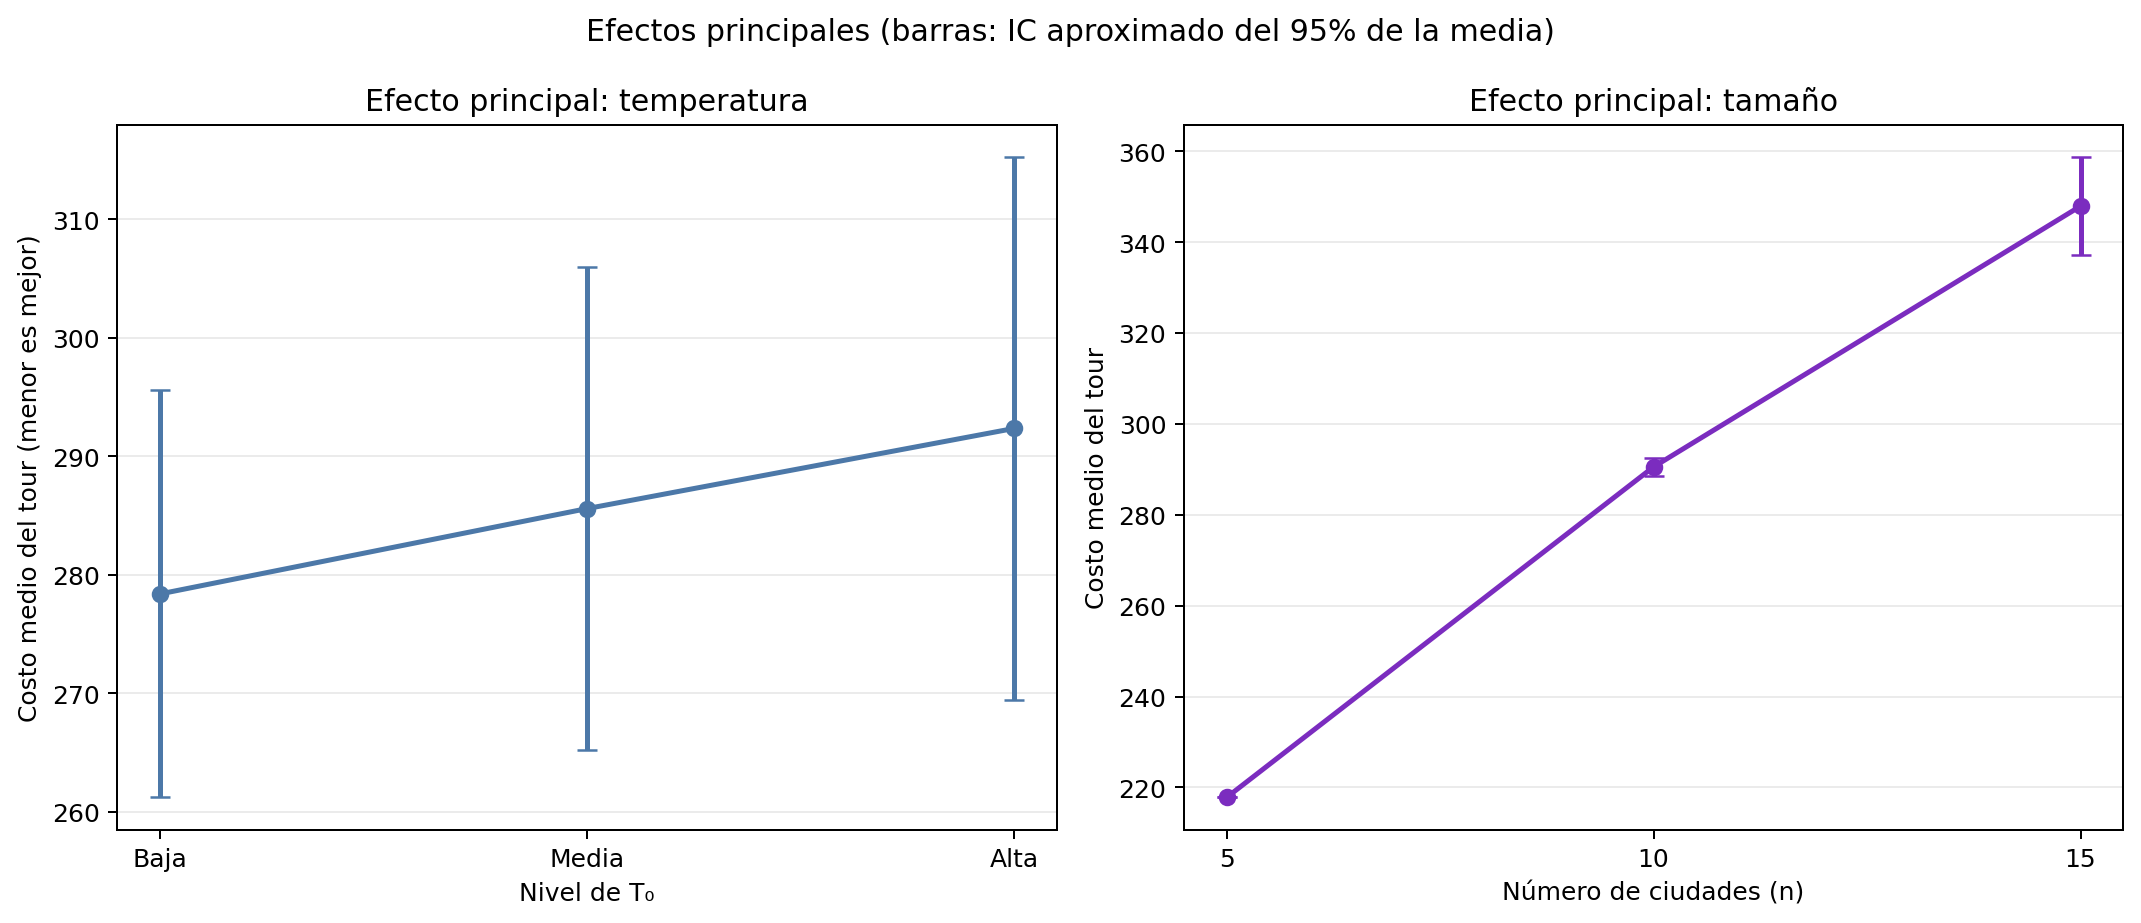 Efectos principales (barras: IC aproximado del 95% de la media)
Efecto principal: temperatura
Costo medio del tour (menor es mejor)
310
300
290
280
270
260
Baja
Media
Alta
Nivel de T₀
Efecto principal: tamaño
Costo medio del tour
360
340
320
300
280
260
240
220
5
10
15
Número de ciudades (n)